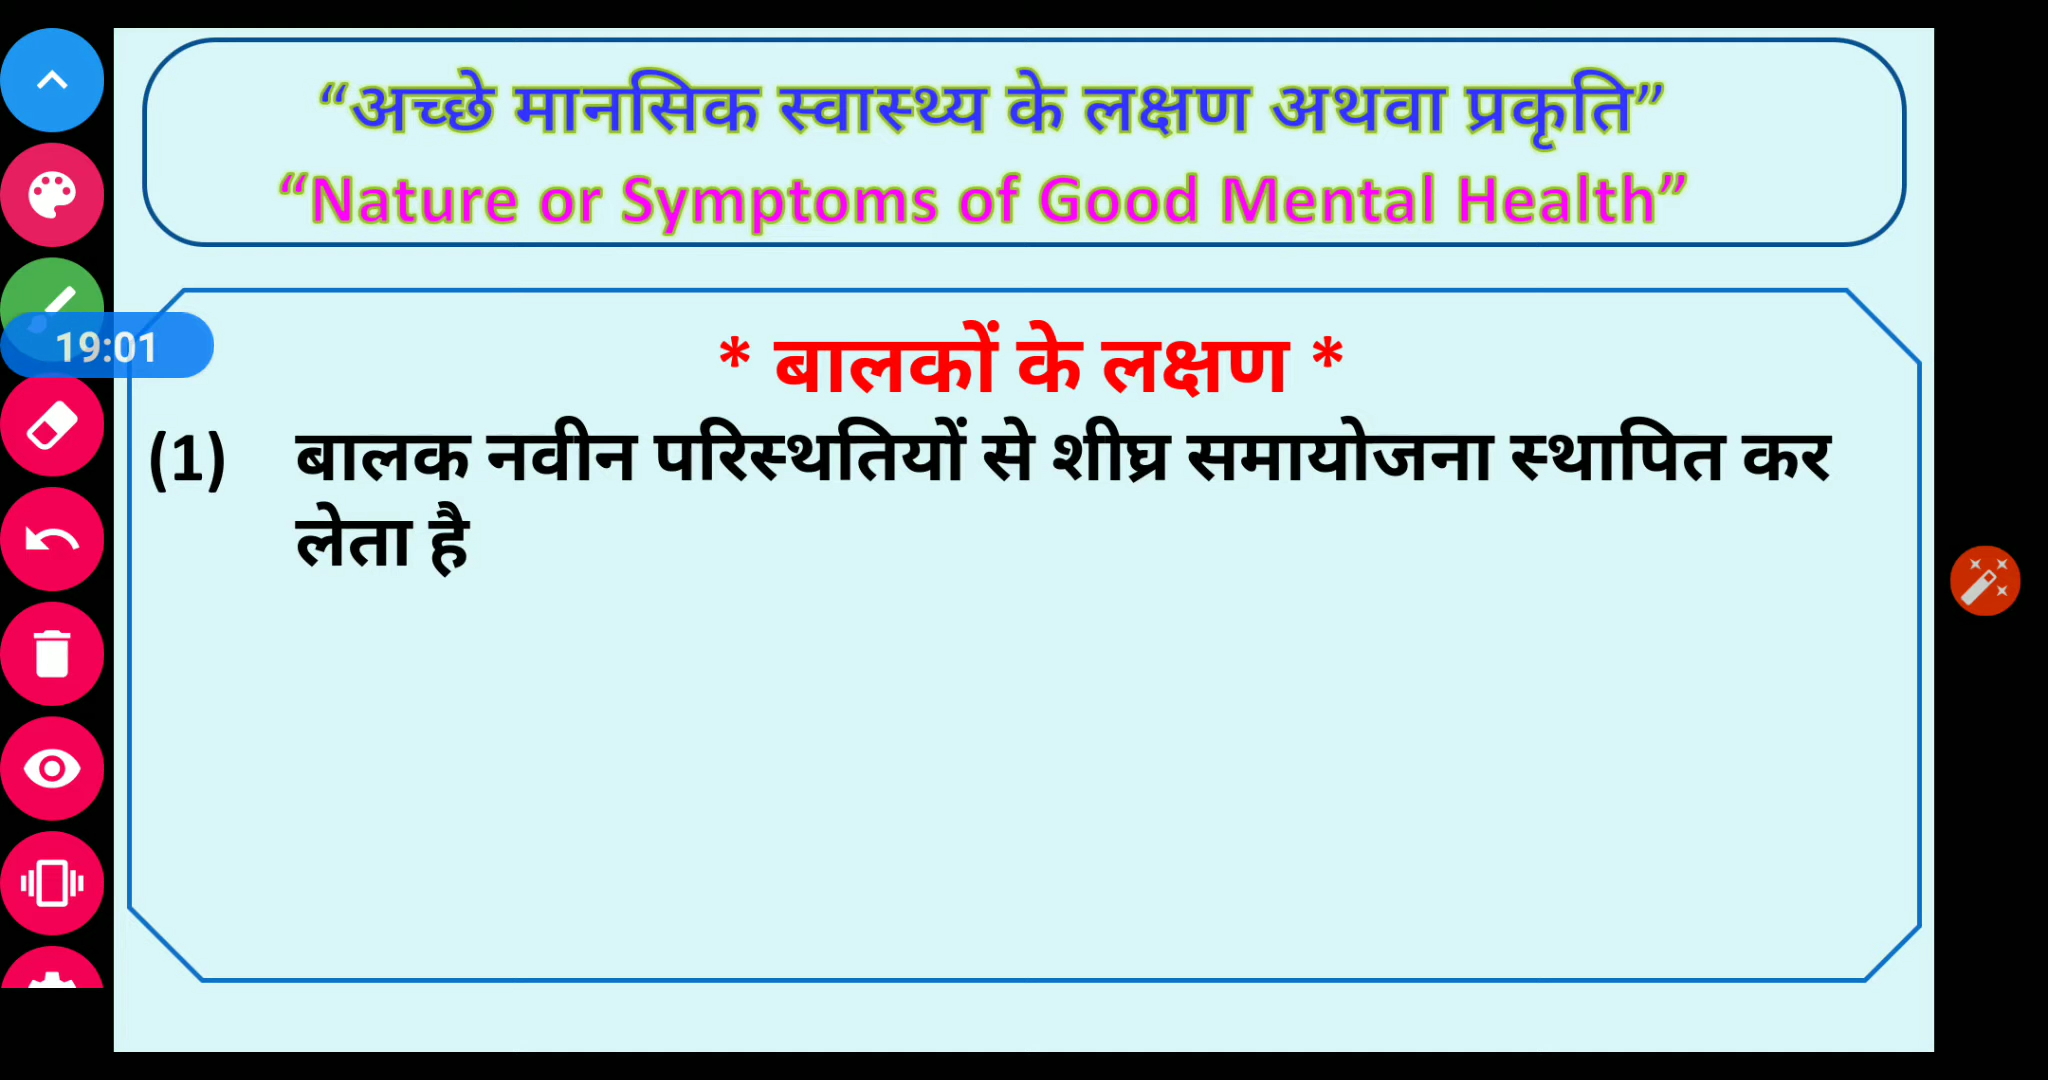 “अच्छे मानसिक स्वास्थ्य के लक्षण अथवा प्रकृति”
“Nature or Symptoms of Good Mental Health”
19:01
* बालकों के लक्षण *
(1) बालक नवीन परिस्थतियों से शीघ्र समायोजना स्थापित कर
लेता है